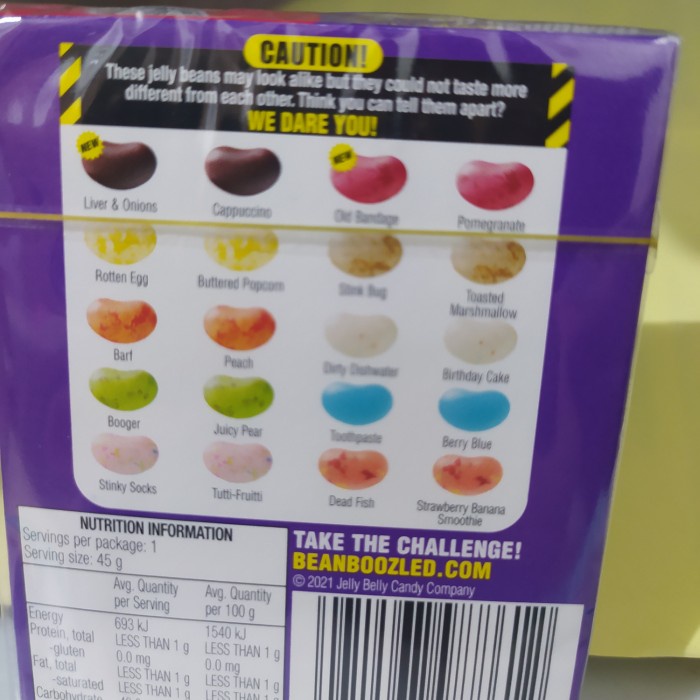 CAUTION!
These jelly beans may look alike but they could not taste more
different from each other. Think you can tell them apart?
WE DARE YOU!
NEW
NEW
Liver & Onions
Cappuccino
Old Bandage
Pomegranate
Rotten Egg
Buttered Popcorn
Stink Bug
Toasted
Marshmallow
Barf
Peach
Dirty Dishwater
Birthday Cake
Booger
Juicy Pear
Toothpaste
Berry Blue
Stinky Socks
Tutti-Fruitti
Dead Fish
Strawberry Banana
Smoothie
NUTRITION INFORMATION
Servings per package: 1
Serving size: 45 g
Avg. Quantity
per Serving
Avg. Quantity
per 100 g
Energy 693 kJ 1540 kJ
Protein, total LESS THAN 1 g LESS THAN 1 g
-gluten 0.0 mg 0.0 mg
Fat, total LESS THAN 1 g LESS THAN 1 g
-saturated LESS THAN 1 g LESS THAN 1 g
Carbohydrate
TAKE THE CHALLENGE!
BEANBOOZLED.COM
© 2021 Jelly Belly Candy Company